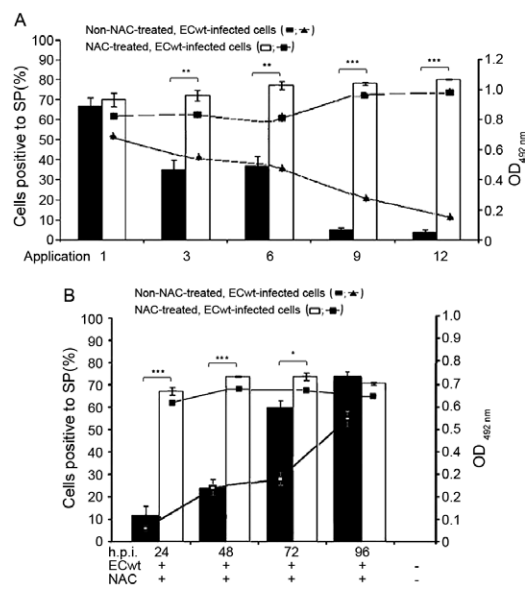 A
Non-NAC-treated, ECwt-infected cells (■;▲)
NAC-treated, ECwt-infected cells (□;■)
Cells positive to SP(%)
100
90
80
70
60
50
40
30
20
10
0
** ** *** ***
1.2
1.0
0.8
0.6
0.4
0.2
0
OD492 nm
Application 1 3 6 9 12
B
Non-NAC-treated, ECwt-infected cells (■;▲)
NAC-treated, ECwt-infected cells (□;■)
Cells positive to SP(%)
100
90
80
70
60
50
40
30
20
10
0
*** *** *
1.0
0.9
0.8
0.7
0.6
0.5
0.4
0.2
0.2
0.1
0
OD 492 nm
h.p.i. 24 48 72 96
ECwt + + + + -
NAC + + + + -